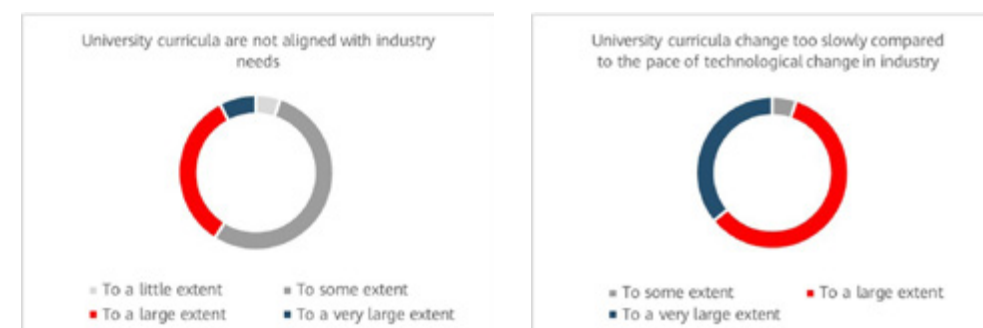 University curricula are not aligned with industry
needs
To a little extent
To some extent
To a large extent
To a very large extent
University curricula change too slowly compared
to the pace of technological change in industry
To some extent
To a large extent
To a very large extent